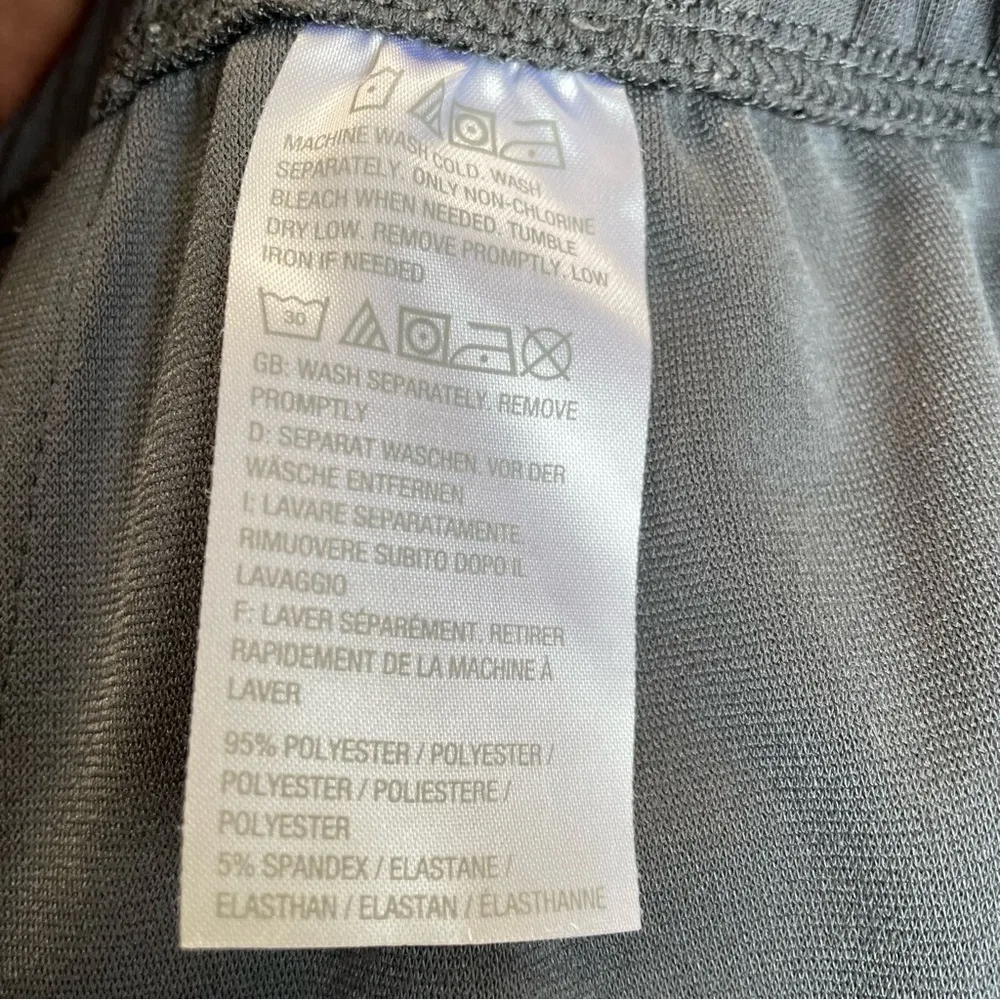 MACHINE WASH COLD. WASH
SEPARATELY. ONLY NON-CHLORINE
BLEACH WHEN NEEDED. TUMBLE
DRY LOW. REMOVE PROMPTLY. LOW
IRON IF NEEDED
30
GB: WASH SEPARATELY. REMOVE
PROMPTLY
D: SEPARAT WASCHEN. VOR DER
WÄSCHE ENTFERNEN
I: LAVARE SEPARATAMENTE.
RIMUOVERE SUBITO DOPO IL
LAVAGGIO
F: LAVER SÉPARÉMENT. RETIRER
RAPIDEMENT DE LA MACHINE À
LAVER
95% POLYESTER / POLYESTER /
POLYESTER / POLIESTERE /
POLYESTER
5% SPANDEX / ELASTANE /
ELASTHAN / ELASTAN / ÉLASTHANNE